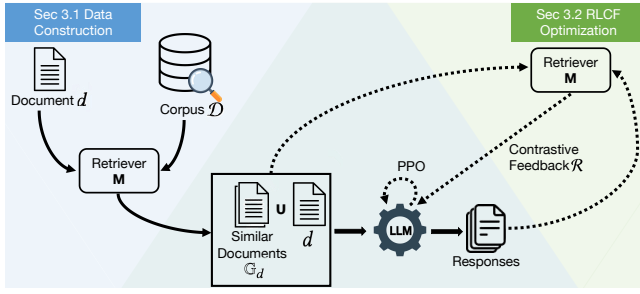 Sec 3.1 Data
Construction
Sec 3.2 RLCF
Optimization
Document d
Corpus 𝒟
Retriever
M
Retriever
M
Contrastive
Feedback ℛ
PPO
U
Similar
Documents
𝔾_d
d
LLM
Responses